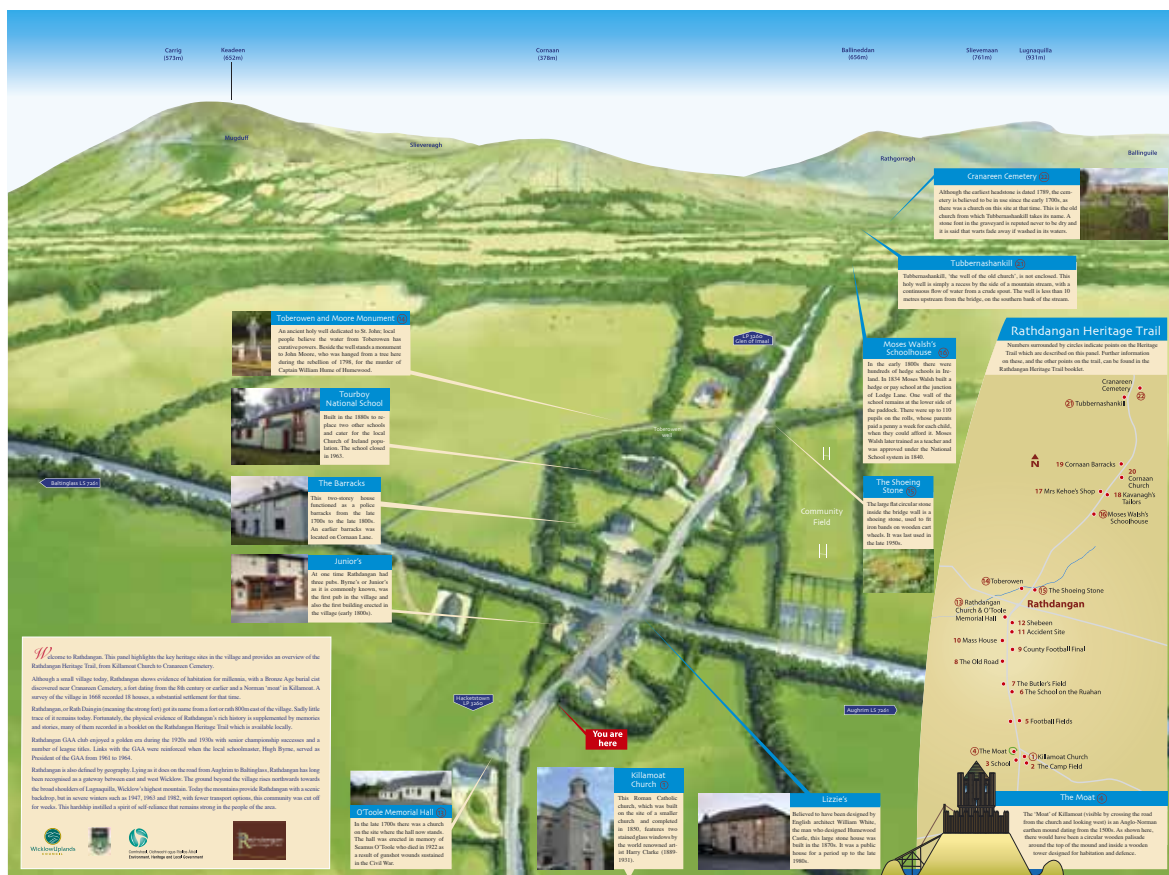 Carrig
(573m)
Keadeen
(652m)
Cornaan
(378m)
Ballineddan
(656m)
Slievemaan
(761m)
Lugnaquilla
(931m)
Mugduff
Slievereagh
Rathgorragh
Ballinguile
Cranareen Cemetery 22
Although the earliest headstone is dated 1789, the cem-
etery is believed to be in use since the early 1700s, as
there was a church on this site at that time. This is the old
church from which Tubbernashankill takes its name. A
stone font in the graveyard is reputed never to be dry and
it is said that warts fade away if washed in its waters.
Tubbernashankill 21
Tubbernashankill, 'the well of the old church', is not enclosed. This
holy well is simply a recess by the side of a mountain stream, with a
continuous flow of water from a crude spout. The well is less than 10
metres upstream from the bridge, on the southern bank of the stream.
Toberowen and Moore Monument 14
An ancient holy well dedicated to St. John, local
people believe the water from Toberowen has
curative powers. Beside the well stands a monument
to John Moore, who was hanged from a tree here
during the rebellion of 1798, for the murder of
Captain William Hume of Humewood.
LP 3260
Glen of Imaal
Moses Walsh's
Schoolhouse 16
In the early 1800s there were
hundreds of hedge schools in Ire-
land. In 1834 Moses Walsh built a
hedge or pay school at the junction
of Lodge Lane. One wall of the
school remains at the lower side of
the paddock. There were up to 110
pupils on the rolls, whose parents
paid a penny a week for each child,
when they could afford it. Moses
Walsh later trained as a teacher and
was approved under the National
School system in 1840.
Tourboy
National School
Built in the 1880s to re-
place two other schools
and cater for the local
Church of Ireland popu-
lation. The school closed
in 1963.
Toberowen
well
The Barracks
This two-storey house
functioned as a police
barracks from the late
1700s to the late 1800s.
An earlier barracks was
located on Cornaan Lane.
Baltinglass LS 7261
The Shoeing
Stone 15
The large flat circular stone
inside the bridge wall is a
shoeing stone, used to fit
iron bands on wooden cart
wheels. It was last used in
the late 1950s.
Community
Field
Junior's
At one time Rathdangan had
three pubs. Byrne's or Junior's
as it is commonly known, was
the first pub in the village and
also the first building erected in
the village (early 1800s).
Welcome to Rathdangan. This panel highlights the key heritage sites in the village and provides an overview of the
Rathdangan Heritage Trail, from Killamoat Church to Cranareen Cemetery.
Although a small village today, Rathdangan shows evidence of habitation for millennia, with a Bronze Age burial cist
discovered near Cranareen Cemetery, a fort dating from the 8th century or earlier and a Norman 'moat' in Killamoat. A
survey of the village in 1668 recorded 18 houses, a substantial settlement for that time.
Rathdangan, or Rath Daingin (meaning the strong fort) got its name from a fort or rath 800m east of the village. Sadly little
trace of it remains today. Fortunately, the physical evidence of Rathdangan's rich history is supplemented by memories
and stories, many of them recorded in a booklet on the Rathdangan Heritage Trail which is available locally.
Rathdangan GAA club enjoyed a golden era during the 1920s and 1930s with senior championship successes and a
number of league titles. Links with the GAA were reinforced when the local schoolmaster, Hugh Byrne, served as
President of the GAA from 1961 to 1964.
Rathdangan is also defined by geography. Lying as it does on the road from Aughrim to Baltinglass, Rathdangan has long
been recognised as a gateway between east and west Wicklow. The ground beyond the village rises northwards towards
the broad shoulders of Lugnaquilla, Wicklow's highest mountain. Today the mountains provide Rathdangan with a scenic
backdrop, but in severe winters such as 1947, 1963 and 1982, with fewer transport options, this community was cut off
for weeks. This hardship instilled a spirit of self-reliance that remains strong in the people of the area.
WicklowUplands
COUNCIL
Comhshaol, Oidhreacht agus Rialtas Áitiúil
Environment, Heritage and Local Government
Rathdangan
Hacketstown
LP 3260
Aughrim LS 7261
You are
here
O'Toole Memorial Hall 13
In the late 1700s there was a church
on the site where the hall now stands.
The hall was erected in memory of
Seamus O'Toole who died in 1922 as
a result of gunshot wounds sustained
in the Civil War.
Killamoat
Church 1
This Roman Catholic
church, which was built
on the site of a smaller
church and completed
in 1850, features two
stained glass windows by
the world renowned art-
ist Harry Clarke (1889-
1931).
Lizzie's
Believed to have been designed by
English architect William White,
the man who designed Humewood
Castle, this large stone house was
built in the 1870s. It was a public
house for a period up to the late
1980s.
Rathdangan Heritage Trail
Numbers surrounded by circles indicate points on the Heritage
Trail which are described on this panel. Further information
on these, and the other points on the trail, can be found in the
Rathdangan Heritage Trail booklet.
Cranareen
Cemetery
22
21 Tubbernashankill
N
19 Cornaan Barracks
20
Cornaan
Church
17 Mrs Kehoe's Shop
18 Kavanagh's
Tailors
16 Moses Walsh's
Schoolhouse
14 Toberowen
15 The Shoeing Stone
Rathdangan
13 Rathdangan
Church & O'Toole
Memorial Hall
12 Shebeen
11 Accident Site
10 Mass House
9 County Football Final
8 The Old Road
7 The Butler's Field
6 The School on the Ruahan
5 Football Fields
4 The Moat
1 Killamoat Church
3 School
2 The Camp Field
The Moat 4
The 'Moat' of Killamoat (visible by crossing the road
from the church and looking west) is an Anglo-Norman
earthen mound dating from the 1500s. As shown here,
there would have been a circular wooden palisade
around the top of the mound and inside a wooden
tower designed for habitation and defence.